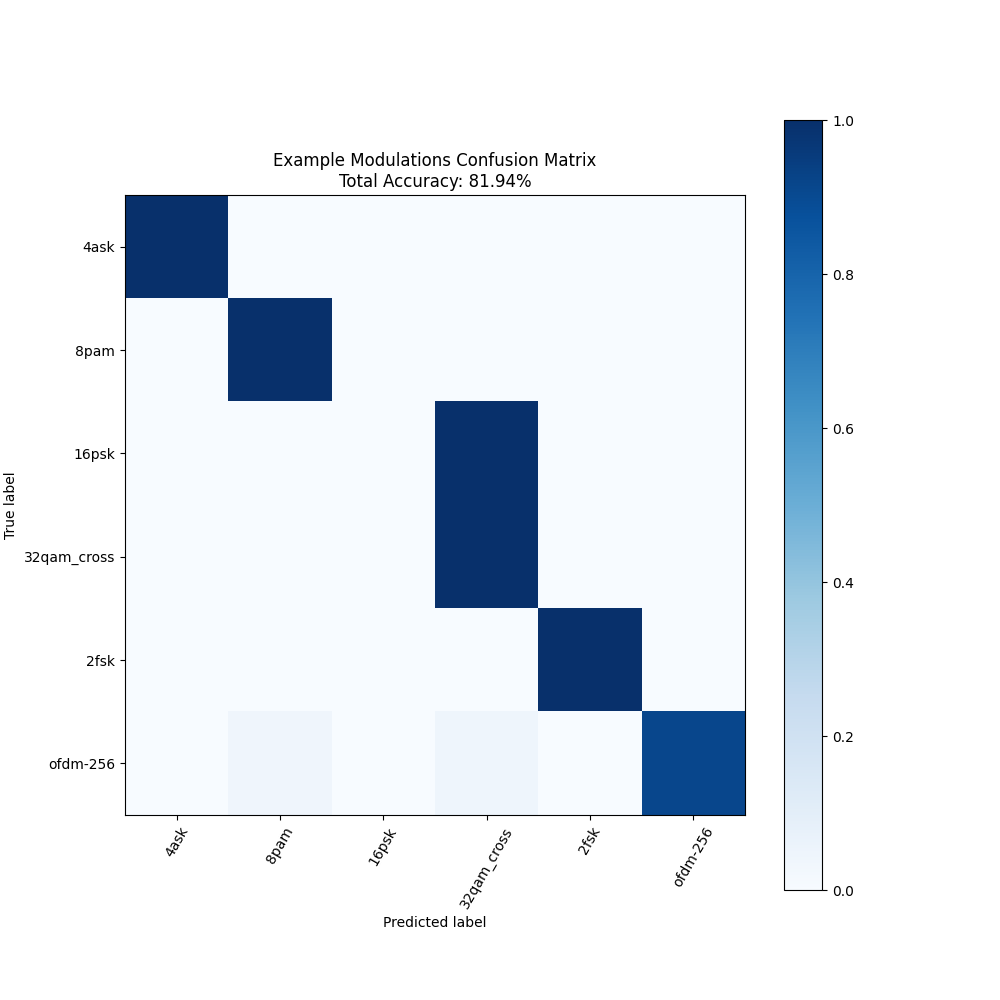 Example Modulations Confusion Matrix
Total Accuracy: 81.94%
True label
4ask
8pam
16psk
32qam_cross
2fsk
ofdm-256
4ask
8pam
16psk
32qam_cross
2fsk
ofdm-256
Predicted label
1.0
0.8
0.6
0.4
0.2
0.0